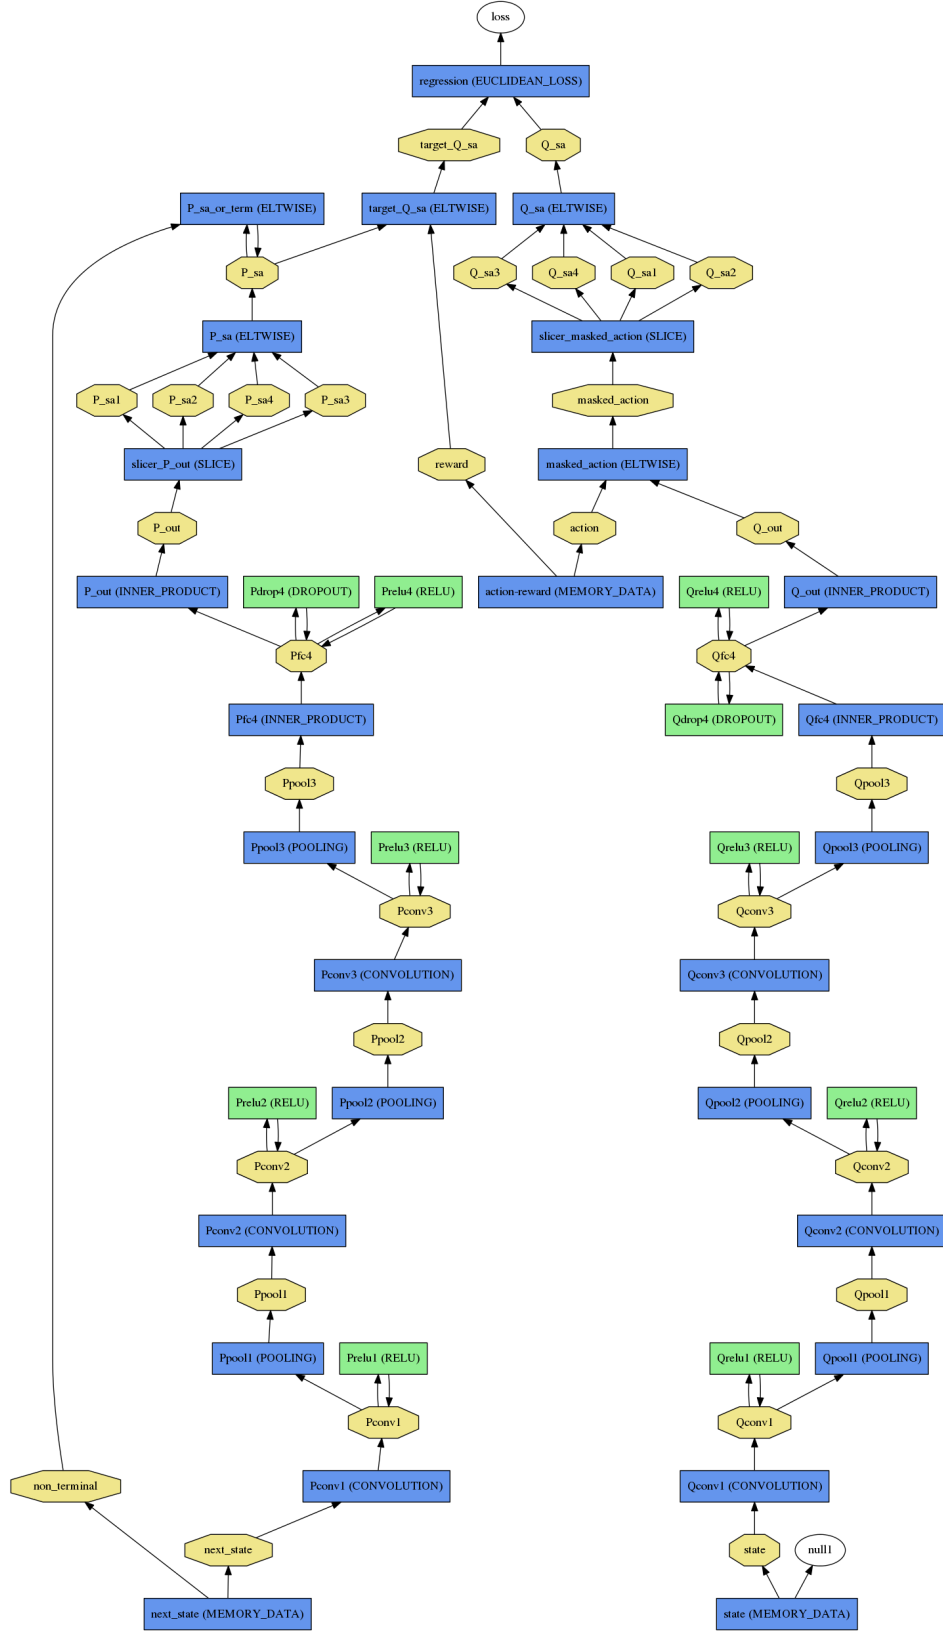 loss
regression (EUCLIDEAN_LOSS)
target_Q_sa
Q_sa
P_sa_or_term (ELTWISE)
target_Q_sa (ELTWISE)
Q_sa (ELTWISE)
P_sa
Q_sa3
Q_sa4
Q_sa1
Q_sa2
P_sa (ELTWISE)
slicer_masked_action (SLICE)
P_sa1
P_sa2
P_sa4
P_sa3
masked_action
slicer_P_out (SLICE)
reward
masked_action (ELTWISE)
P_out
action
Q_out
P_out (INNER_PRODUCT)
Pdrop4 (DROPOUT)
Prelu4 (RELU)
action-reward (MEMORY_DATA)
Qrelu4 (RELU)
Q_out (INNER_PRODUCT)
Pfc4
Qfc4
Pfc4 (INNER_PRODUCT)
Qdrop4 (DROPOUT)
Qfc4 (INNER_PRODUCT)
Ppool3
Qpool3
Ppool3 (POOLING)
Prelu3 (RELU)
Qrelu3 (RELU)
Qpool3 (POOLING)
Pconv3
Qconv3
Pconv3 (CONVOLUTION)
Qconv3 (CONVOLUTION)
Ppool2
Qpool2
Prelu2 (RELU)
Ppool2 (POOLING)
Qpool2 (POOLING)
Qrelu2 (RELU)
Pconv2
Qconv2
Pconv2 (CONVOLUTION)
Qconv2 (CONVOLUTION)
Ppool1
Qpool1
Ppool1 (POOLING)
Prelu1 (RELU)
Qrelu1 (RELU)
Qpool1 (POOLING)
Pconv1
Qconv1
non_terminal
Pconv1 (CONVOLUTION)
Qconv1 (CONVOLUTION)
next_state
state
null1
next_state (MEMORY_DATA)
state (MEMORY_DATA)